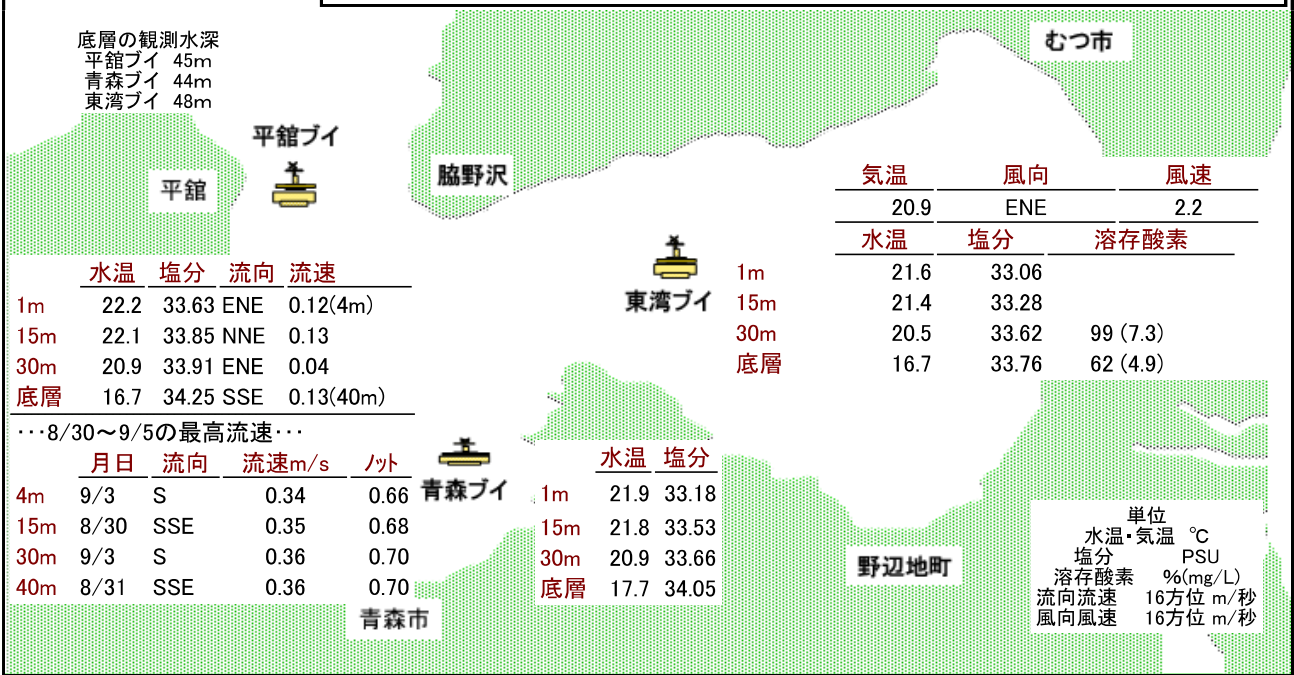 底層の観測水深
平舘ブイ 45m
青森ブイ 44m
東湾ブイ 48m
むつ市
平舘ブイ
平舘
脇野沢
気温 風向 風速
20.9 ENE 2.2
水温 塩分 溶存酸素
1m 21.6 33.06
15m 21.4 33.28
30m 20.5 33.62 99 (7.3)
底層 16.7 33.76 62 (4.9)
東湾ブイ
水温 塩分 流向 流速
1m 22.2 33.63 ENE 0.12(4m)
15m 22.1 33.85 NNE 0.13
30m 20.9 33.91 ENE 0.04
底層 16.7 34.25 SSE 0.13(40m)
･･･8/30～9/5の最高流速･･･
月日 流向 流速m/s ﾉｯﾄ
4m 9/3 S 0.34 0.66
15m 8/30 SSE 0.35 0.68
30m 9/3 S 0.36 0.70
40m 8/31 SSE 0.36 0.70
青森ブイ
水温 塩分
1m 21.9 33.18
15m 21.8 33.53
30m 20.9 33.66
底層 17.7 34.05
青森市
野辺地町
単位
水温・気温 ℃
塩分 PSU
溶存酸素 %(mg/L)
流向流速 16方位 m/秒
風向風速 16方位 m/秒